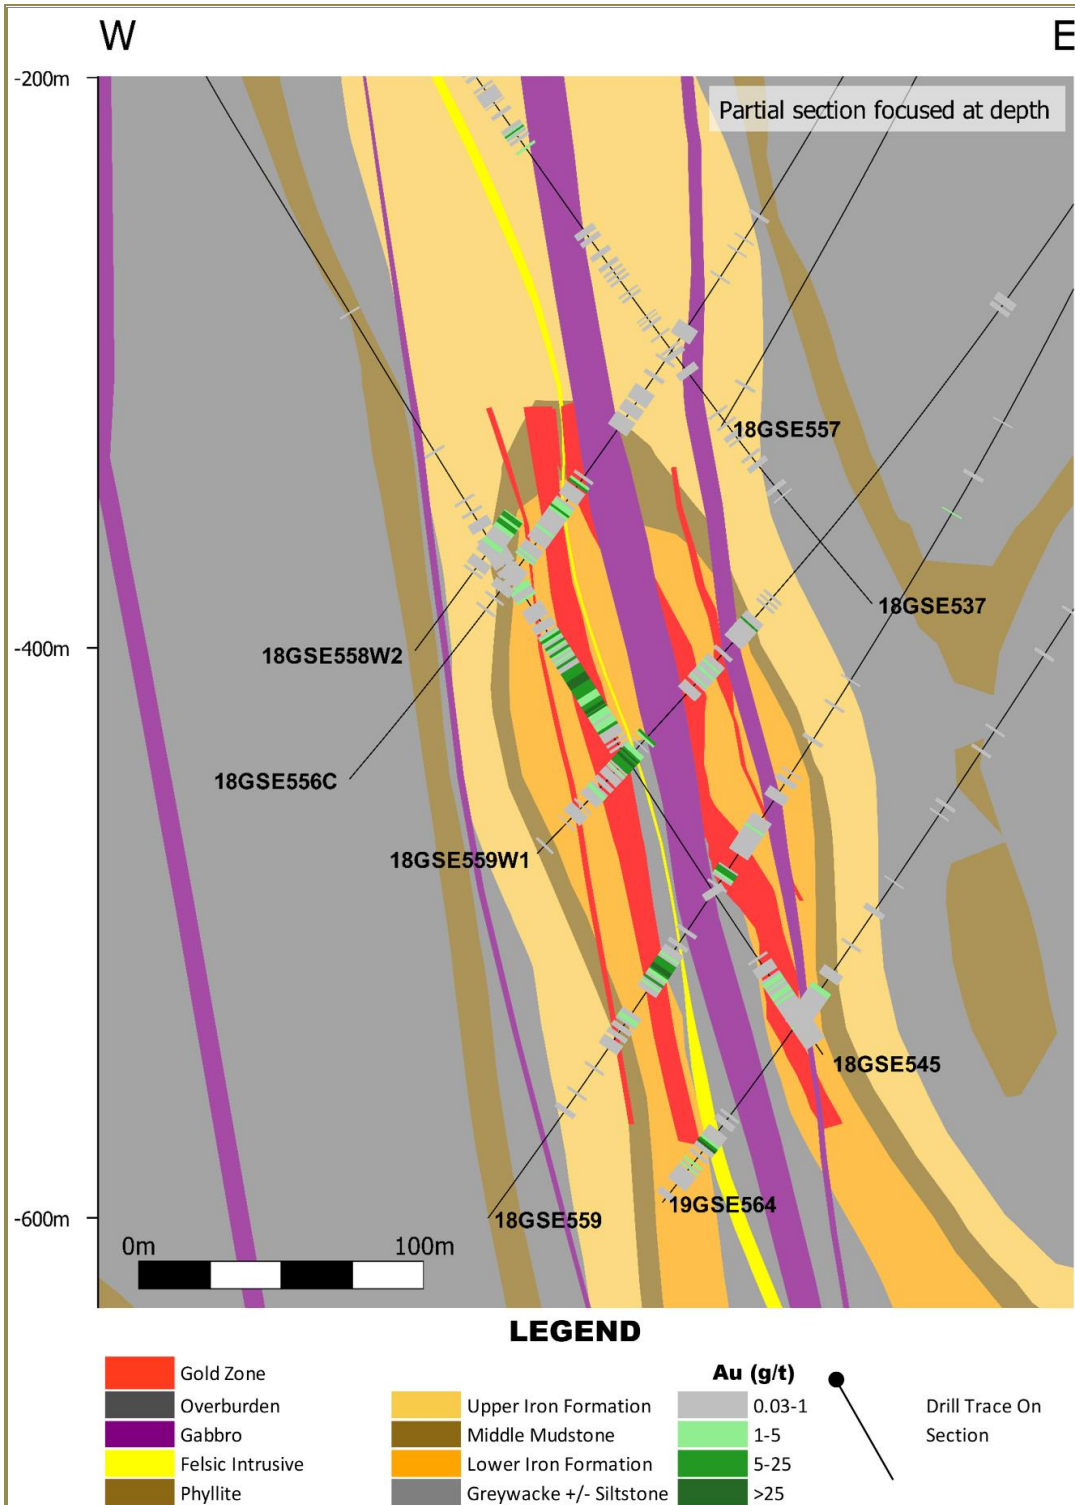 W
E
-200m
Partial section focused at depth
18GSE557
18GSE537
-400m
18GSE558W2
18GSE556C
18GSE559W1
18GSE545
19GSE564
18GSE559
-600m
0m
100m
LEGEND
Gold Zone
Overburden
Gabbro
Felsic Intrusive
Phyllite
Upper Iron Formation
Middle Mudstone
Lower Iron Formation
Greywacke +/- Siltstone
Au (g/t)
0.03-1
1-5
5-25
>25
Drill Trace On
Section